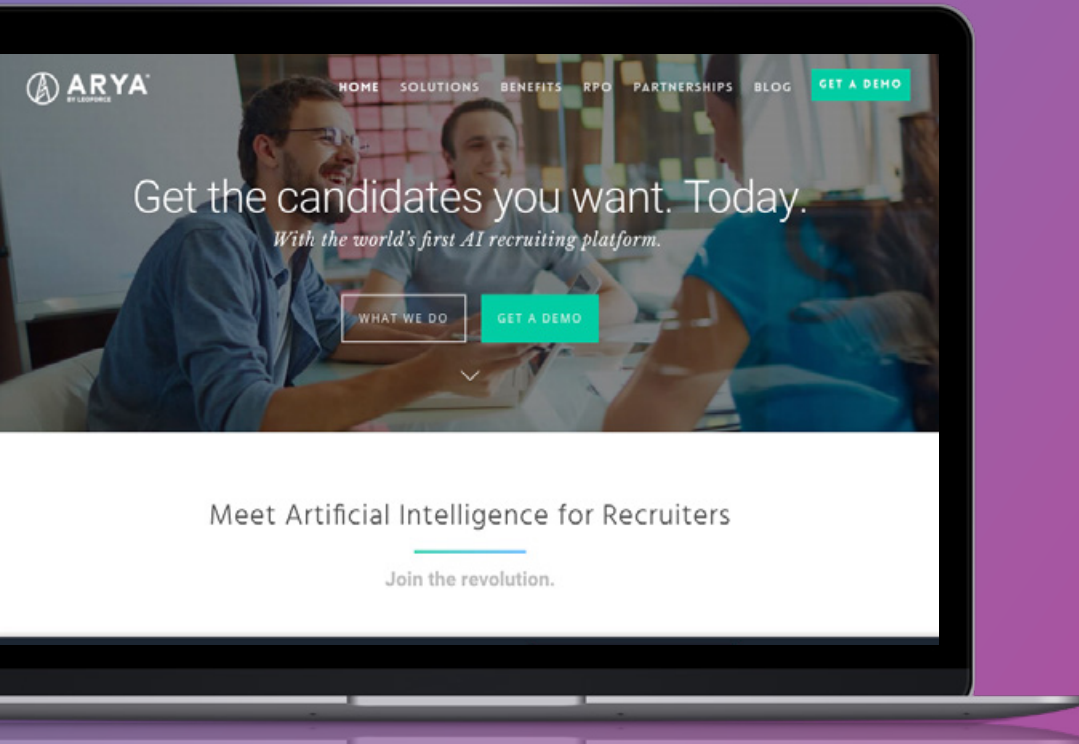 ARYA
BY LEOFORCE
HOME SOLUTIONS BENEFITS RPO PARTNERSHIPS BLOG GET A DEMO
Get the candidates you want. Today.
With the world's first AI recruiting platform.
WHAT WE DO GET A DEMO
Meet Artificial Intelligence for Recruiters
Join the revolution.